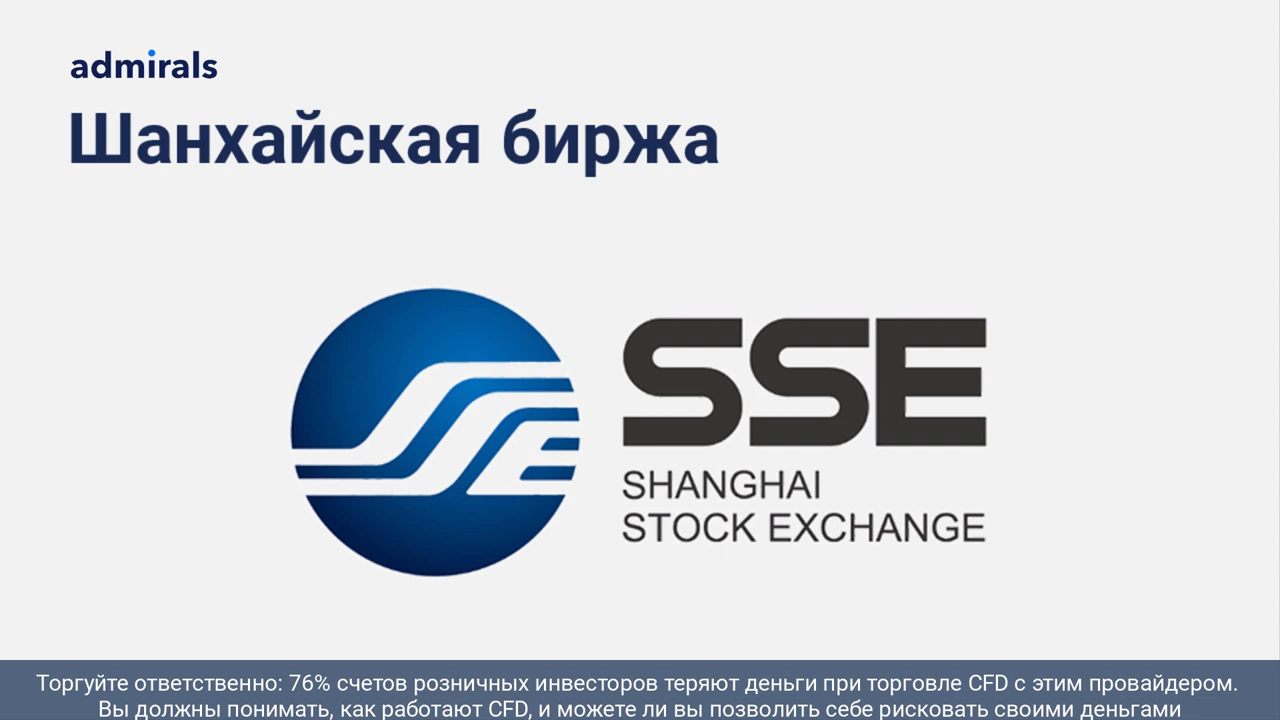 admirals
Шанхайская биржа
SSE
SHANGHAI
STOCK EXCHANGE
Торгуйте ответственно: 76% счетов розничных инвесторов теряют деньги при торговле CFD с этим провайдером.
Вы должны понимать, как работают CFD, и можете ли вы позволить себе рисковать своими деньгами